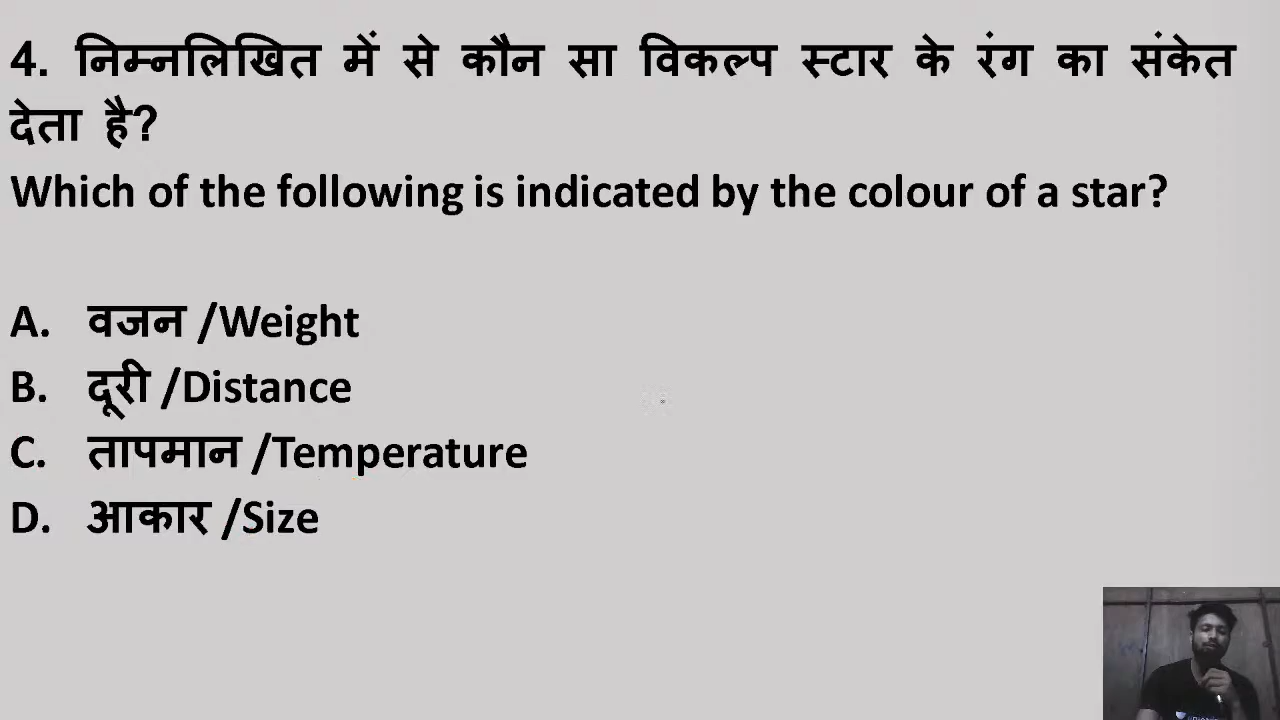 4. निम्नलिखित में से कौन सा विकल्प स्टार के रंग का संकेत
देता है?
Which of the following is indicated by the colour of a star?
A. वजन /Weight
B. दूरी /Distance
C. तापमान /Temperature
D. आकार /Size